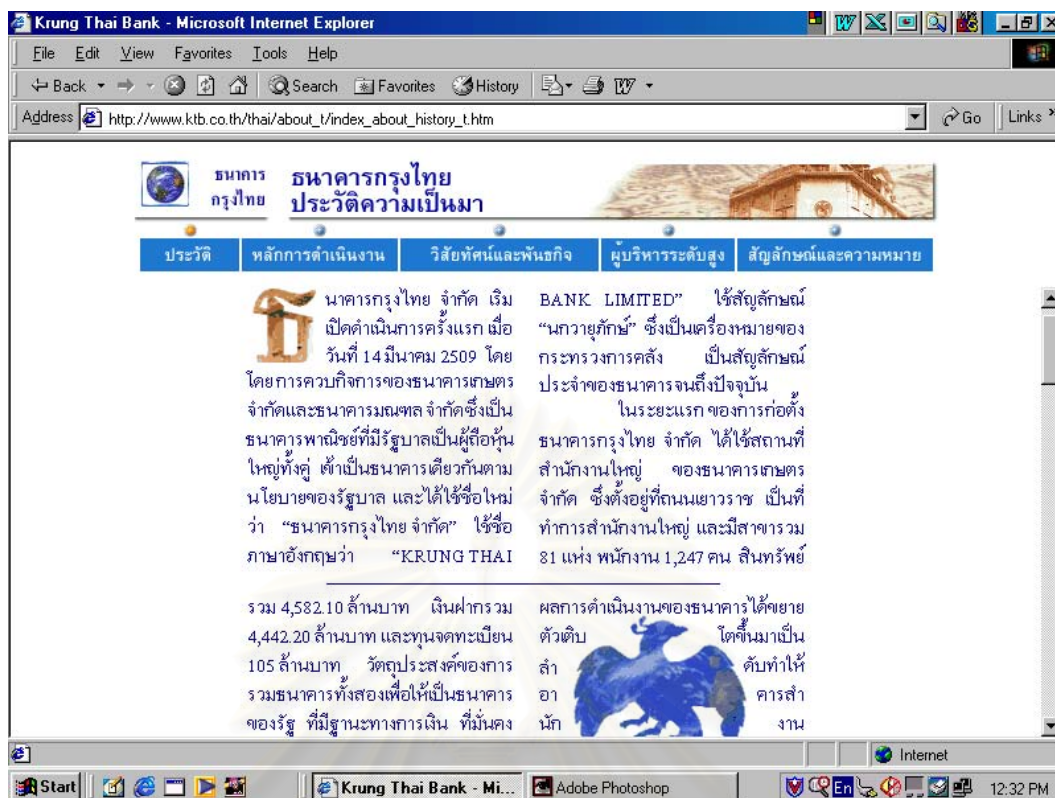 Krung Thai Bank - Microsoft Internet Explorer
File Edit View Favorites Tools Help
Back Search Favorites History
Address http://www.ktb.co.th/thai/about_t/index_about_history_t.htm Go Links
ธนาคาร
กรุงไทย
ธนาคารกรุงไทย
ประวัติความเป็นมา
ประวัติ หลักการดำเนินงาน วิสัยทัศน์และพันธกิจ ผู้บริหารระดับสูง สัญลักษณ์และความหมาย
ธนาคารกรุงไทย จำกัด เริ่ม
เปิดดำเนินการครั้งแรก เมื่อ
วันที่ 14 มีนาคม 2509 โดย
โดยการควบกิจการของธนาคารเกษตร
จำกัดและธนาคารมณฑล จำกัดซึ่งเป็น
ธนาคารพาณิชย์ที่มีรัฐบาลเป็นผู้ถือหุ้น
ใหญ่ทั้งคู่ เข้าเป็นธนาคารเดียวกันตาม
นโยบายของรัฐบาล และได้ใช้ชื่อใหม่
ว่า “ธนาคารกรุงไทย จำกัด” ใช้ชื่อ
ภาษาอังกฤษว่า “KRUNG THAI
BANK LIMITED” ใช้สัญลักษณ์
“นกวายุภักษ์” ซึ่งเป็นเครื่องหมายของ
กระทรวงการคลัง เป็นสัญลักษณ์
ประจำของธนาคารจนถึงปัจจุบัน
ในระยะแรก ของการก่อตั้ง
ธนาคารกรุงไทย จำกัด ได้ใช้สถานที่
สำนักงานใหญ่ ของธนาคารเกษตร
จำกัด ซึ่งตั้งอยู่ที่ถนนเยาวราช เป็นที่
ทำการสำนักงานใหญ่ และมีสาขารวม
81 แห่ง พนักงาน 1,247 คน สินทรัพย์
รวม 4,582.10 ล้านบาท เงินฝากรวม
4,442.20 ล้านบาท และทุนจดทะเบียน
105 ล้านบาท วัตถุประสงค์ของการ
รวมธนาคารทั้งสองเพื่อให้เป็นธนาคาร
ของรัฐ ที่มีฐานะทางการเงิน ที่มั่นคง
ผลการดำเนินงานของธนาคารได้ขยาย
ตัวเติบ โตขึ้นมาเป็น
ลำ ดับทำให้
อา คารสำ
นัก งาน
Internet
Start Krung Thai Bank - Mi... Adobe Photoshop En 12:32 PM